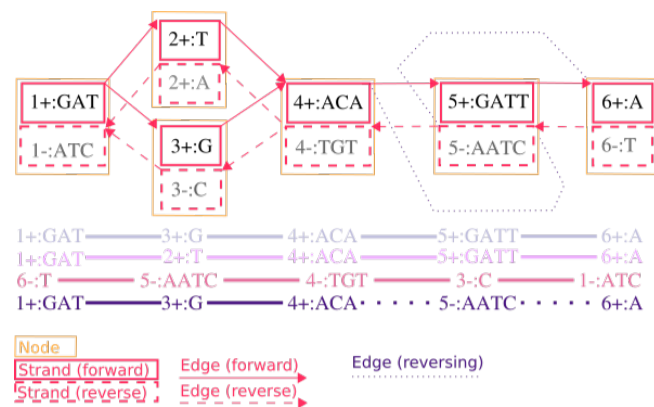 2+:T
2+:A
1+:GAT 4+:ACA 5+:GATT 6+:A
3+:G
1-:ATC 4-:TGT 5-:AATC 6-:T
3-:C
1+:GAT 3+:G 4+:ACA 5+:GATT 6+:A
1+:GAT 2+:T 4+:ACA 5+:GATT 6+:A
6-:T 5-:AATC 4-:TGT 3-:C 1-:ATC
1+:GAT 3+:G 4+:ACA 5-:AATC 6+:A
Node
Strand (forward) Edge (forward) Edge (reversing)
Strand (reverse) Edge (reverse)